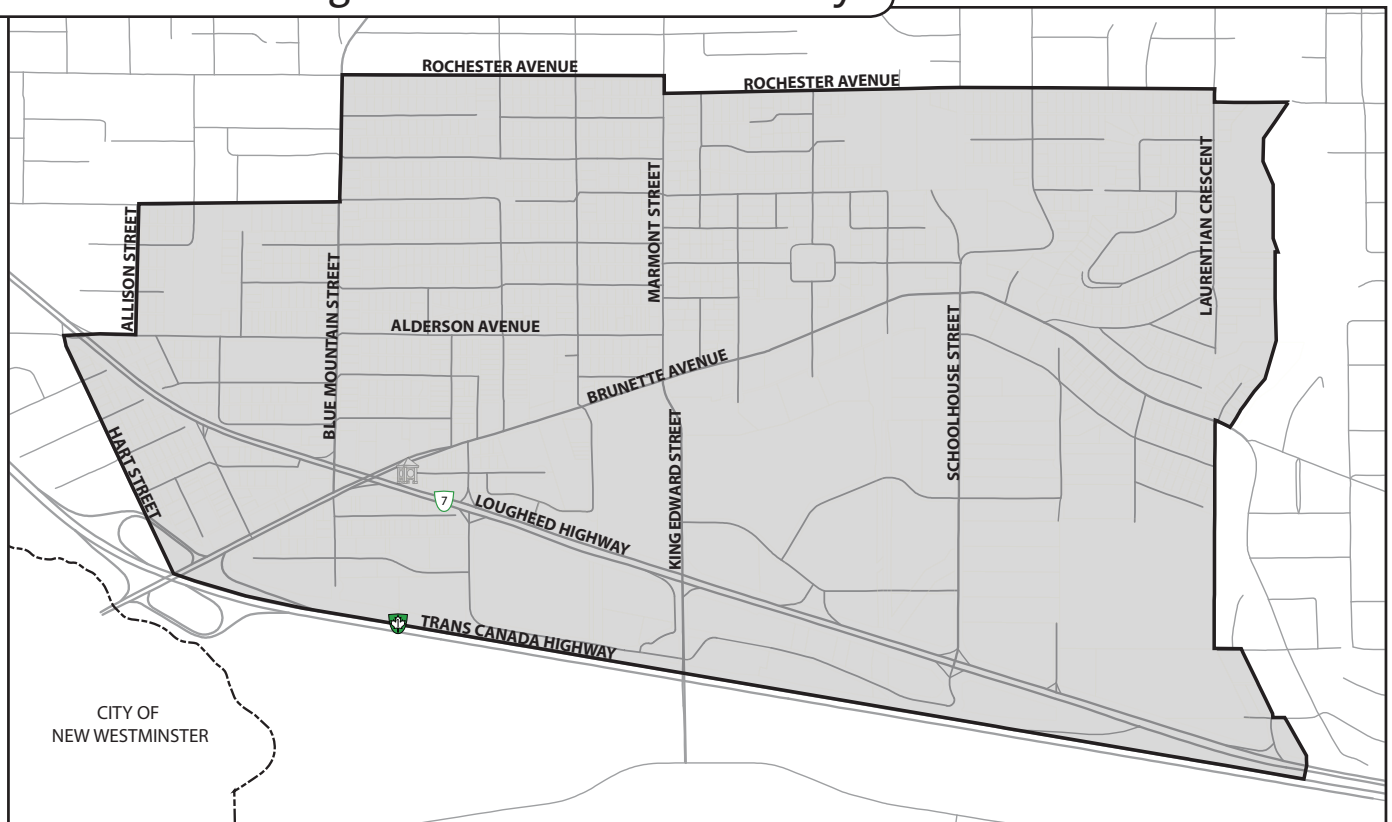 ROCHESTER AVENUE
ROCHESTER AVENUE
ALLISON STREET
BLUE MOUNTAIN STREET
MARMONT STREET
LAURENTIAN CRESCENT
ALDERSON AVENUE
BRUNETTE AVENUE
SCHOOLHOUSE STREET
HART STREET
KING EDWARD STREET
7
LOUGHEED HIGHWAY
TRANS CANADA HIGHWAY
CITY OF
NEW WESTMINSTER